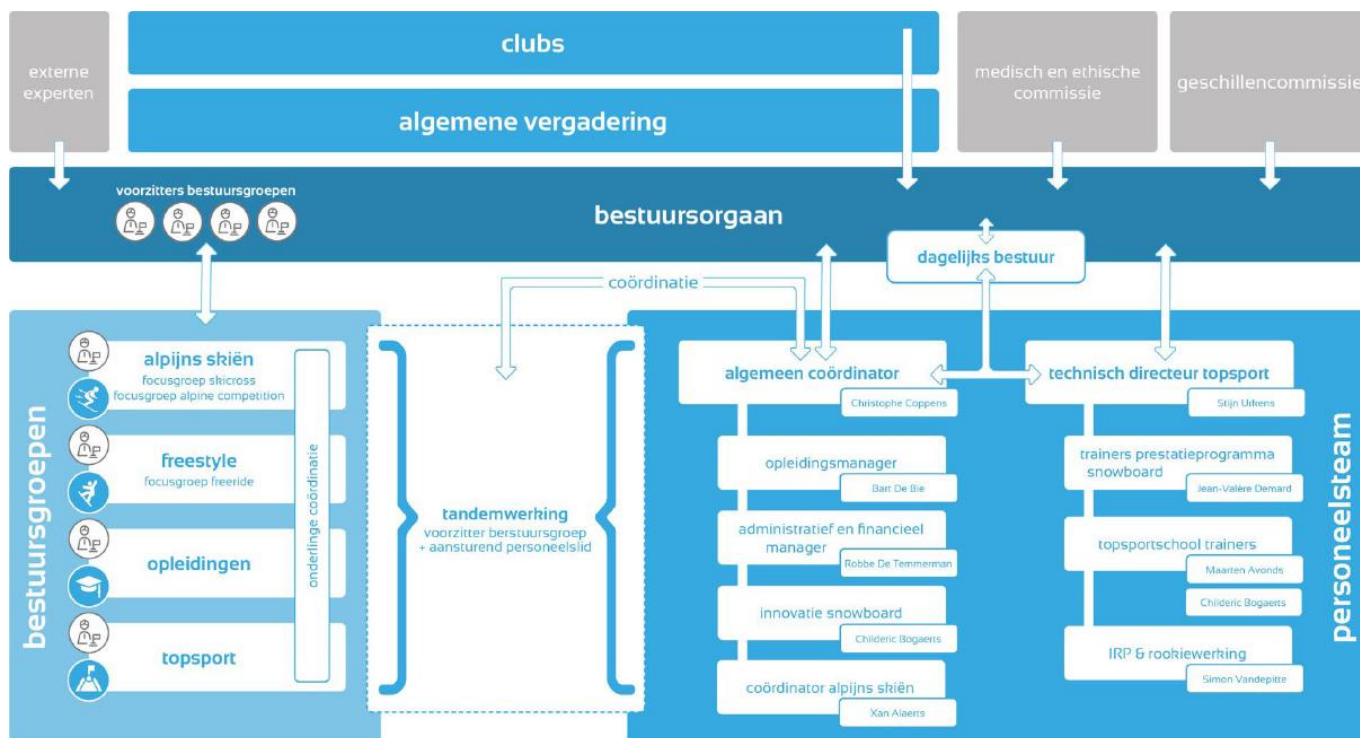 externe
experten
clubs
algemene vergadering
medisch en ethische
commissie
geschillencommissie
voorzitters bestuursgroepen
bestuursorgaan
dagelijks bestuur
coördinatie
bestuursgroepen
alpijns skiën
focusgroep skicross
focusgroep alpine competition
freestyle
focusgroep freeride
opleidingen
topsport
onderlinge coördinatie
tandemwerking
voorzitter berstuursgroep
+ aansturend personeelslid
algemeen coördinator
Christophe Coppens
opleidingsmanager
Bart De Bie
administratief en financieel
manager
Robbe De Temmerman
innovatie snowboard
Childeric Bogaerts
coördinator alpijns skiën
Xan Alaerts
technisch directeur topsport
Stijn Urkens
trainers prestatieprogramma
snowboard
Jean-Valère Demard
topsportschool trainers
Maarten Avonds
Childeric Bogaerts
IRP & rookiewerking
Simon Vandepitte
personeelsteam